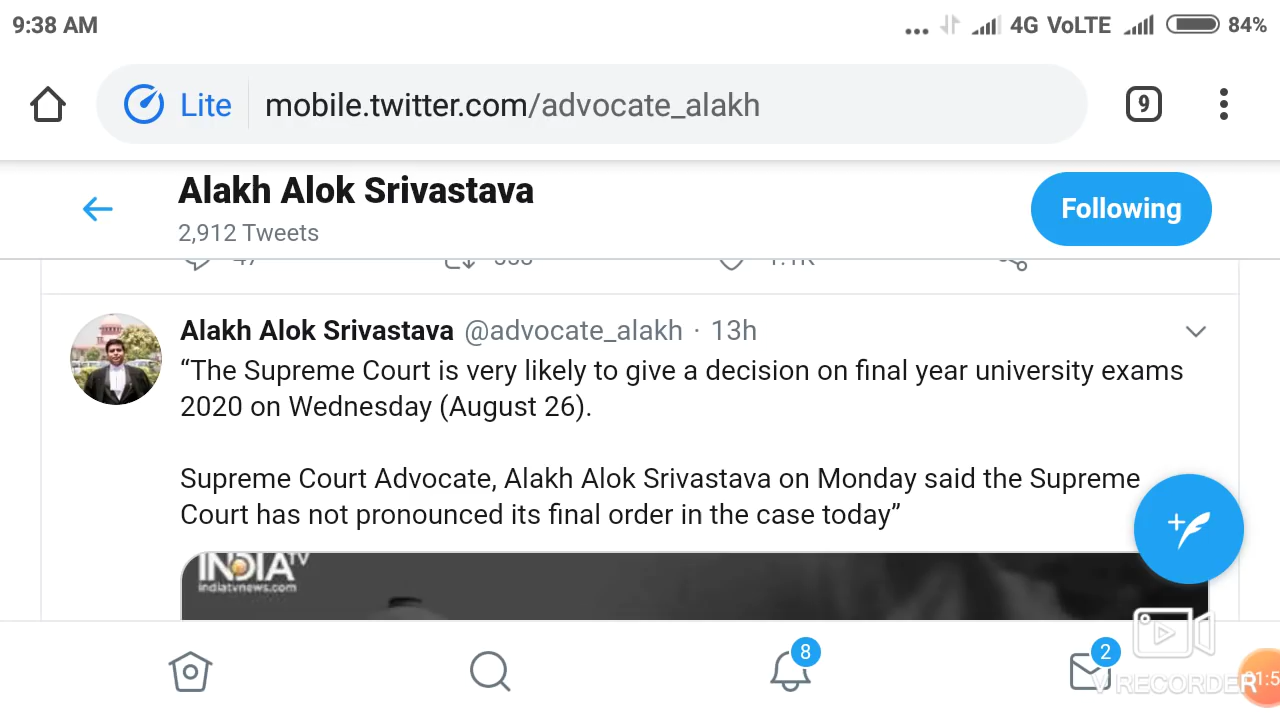 9:38 AM ... 4G VoLTE 84%
Lite mobile.twitter.com/advocate_alakh 9
Alakh Alok Srivastava
2,912 Tweets
Following
Alakh Alok Srivastava @advocate_alakh · 13h
“The Supreme Court is very likely to give a decision on final year university exams
2020 on Wednesday (August 26).
Supreme Court Advocate, Alakh Alok Srivastava on Monday said the Supreme
Court has not pronounced its final order in the case today”
INDIA TV
indiatvnews.com
8
2
V RECORDER